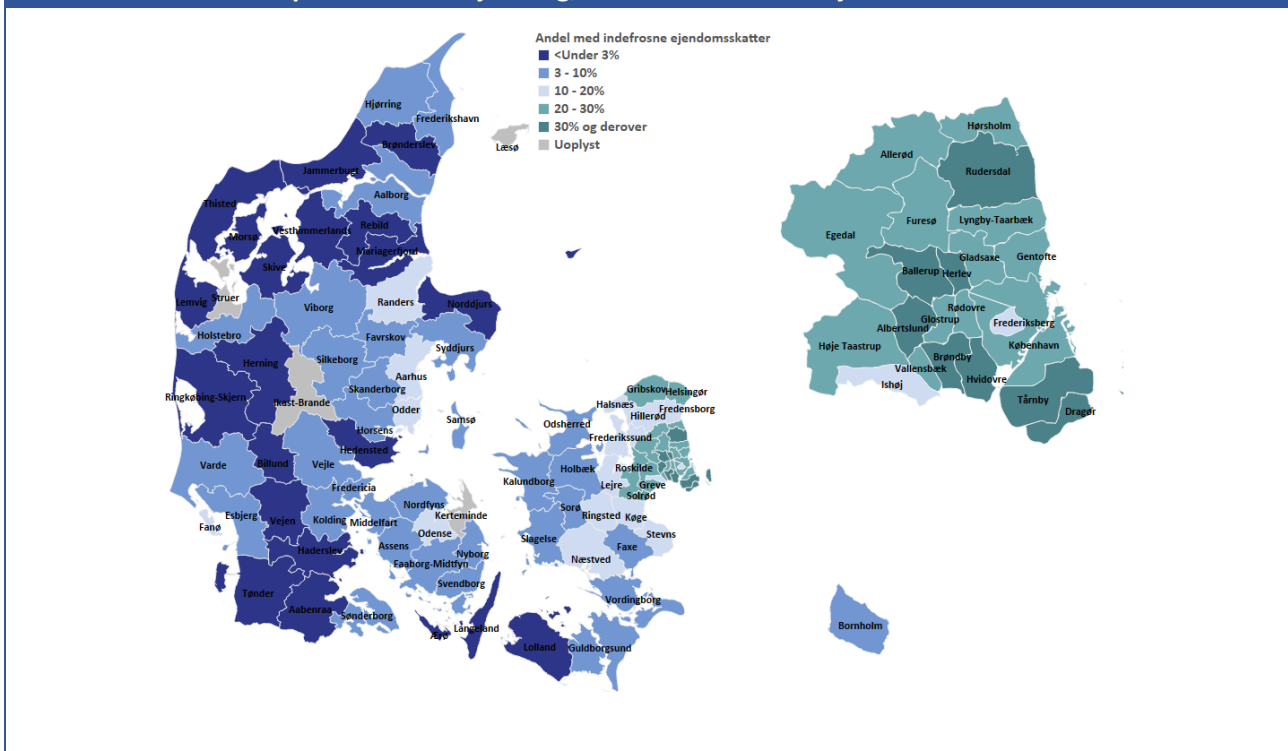 Andel med indefrosne ejendomsskatter
<Under 3%
3 - 10%
10 - 20%
20 - 30%
30% og derover
Uoplyst
Hjørring
Frederikshavn
Læsø
Brønderslev
Jammerbugt
Aalborg
Thisted
Vesthimmerlands
Rebild
Morsø
Mariagerfjord
Skive
Lemvig
Struer
Viborg
Randers
Norddjurs
Holstebro
Favrskov
Syddjurs
Herning
Silkeborg
Aarhus
Skanderborg
Ringkøbing-Skjern
Ikast-Brande
Odder
Samsø
Horsens
Hedensted
Varde
Billund
Vejle
Fredericia
Esbjerg
Fanø
Vejen
Kolding
Middelfart
Nordfyns
Kerteminde
Odense
Haderslev
Assens
Nyborg
Faaborg-Midtfyn
Svendborg
Tønder
Aabenraa
Sønderborg
Ærø
Langeland
Gribskov
Helsingør
Halsnæs
Hillerød
Fredensborg
Odsherred
Frederikssund
Holbæk
Roskilde
Kalundborg
Lejre
Greve
Solrød
Sorø
Ringsted
Køge
Stevns
Slagelse
Faxe
Næstved
Vordingborg
Lolland
Guldborgsund
Hørsholm
Allerød
Rudersdal
Furesø
Lyngby-Taarbæk
Egedal
Gladsaxe
Gentofte
Ballerup
Herlev
Rødovre
Glostrup
Frederiksberg
Albertslund
København
Høje Taastrup
Brøndby
Vallensbæk
Ishøj
Hvidovre
Tårnby
Dragør
Bornholm